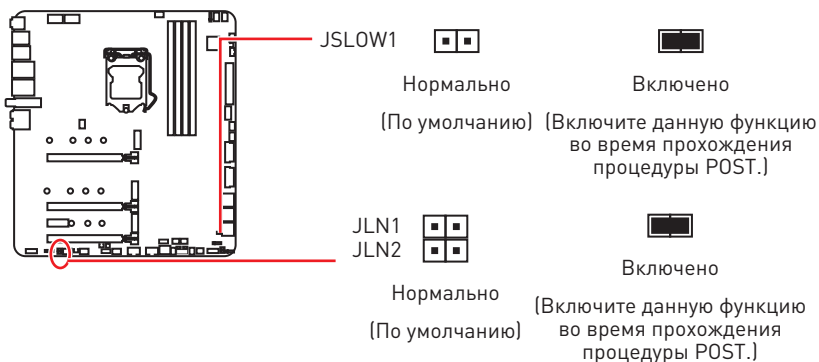 JSLOW1
Нормально
(По умолчанию)
Включено
(Включите данную функцию
во время прохождения
процедуры POST.)
JLN1
JLN2
Нормально
(По умолчанию)
Включено
(Включите данную функцию
во время прохождения
процедуры POST.)